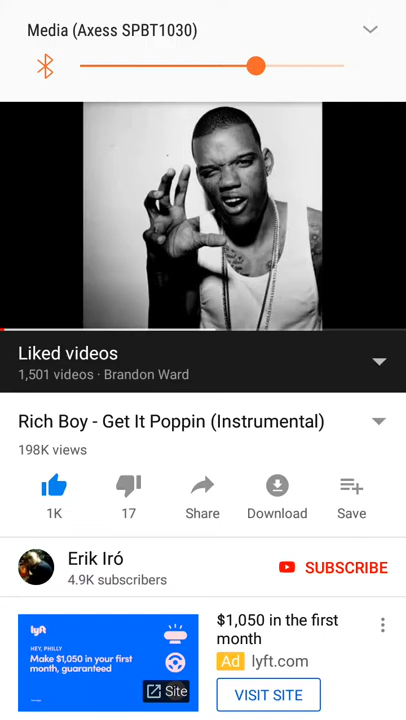 Media (Axess SPBT1030)
Liked videos
1,501 videos · Brandon Ward
Rich Boy - Get It Poppin (Instrumental)
198K views
1K
17
Share
Download
Save
Erik Iró
4.9K subscribers
SUBSCRIBE
lyft
HEY, PHILLY
Make $1,050 in your first
month, guaranteed
Site
$1,050 in the first
month
Ad lyft.com
VISIT SITE